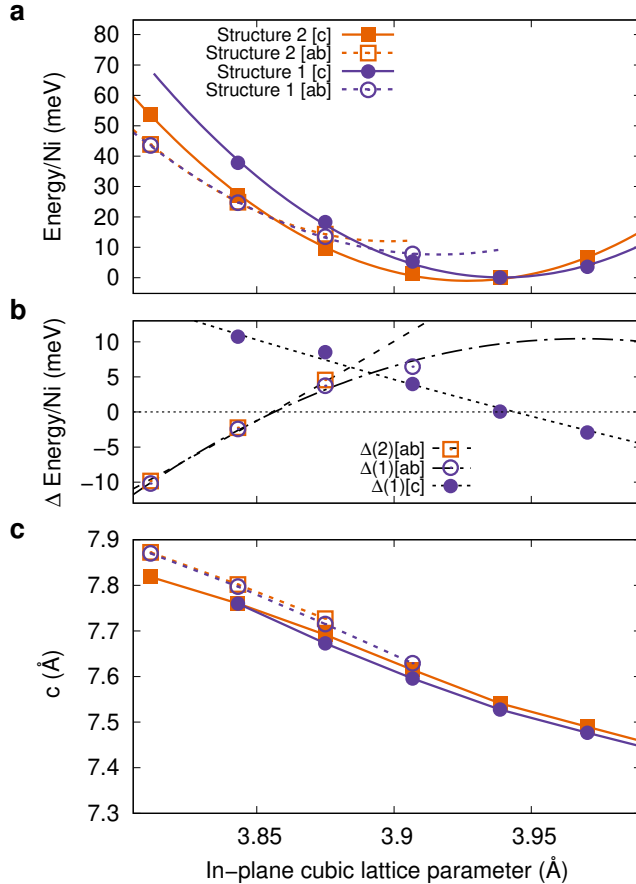 a
Structure 2 [c]
Structure 2 [ab]
Structure 1 [c]
Structure 1 [ab]
80
70
60
50
40
30
20
10
0
Energy/Ni (meV)
b
10
5
0
−5
−10
Δ Energy/Ni (meV)
Δ(2)[ab]
Δ(1)[ab]
Δ(1)[c]
c
7.9
7.8
7.7
7.6
7.5
7.4
7.3
c (Å)
3.85
3.9
3.95
In−plane cubic lattice parameter (Å)